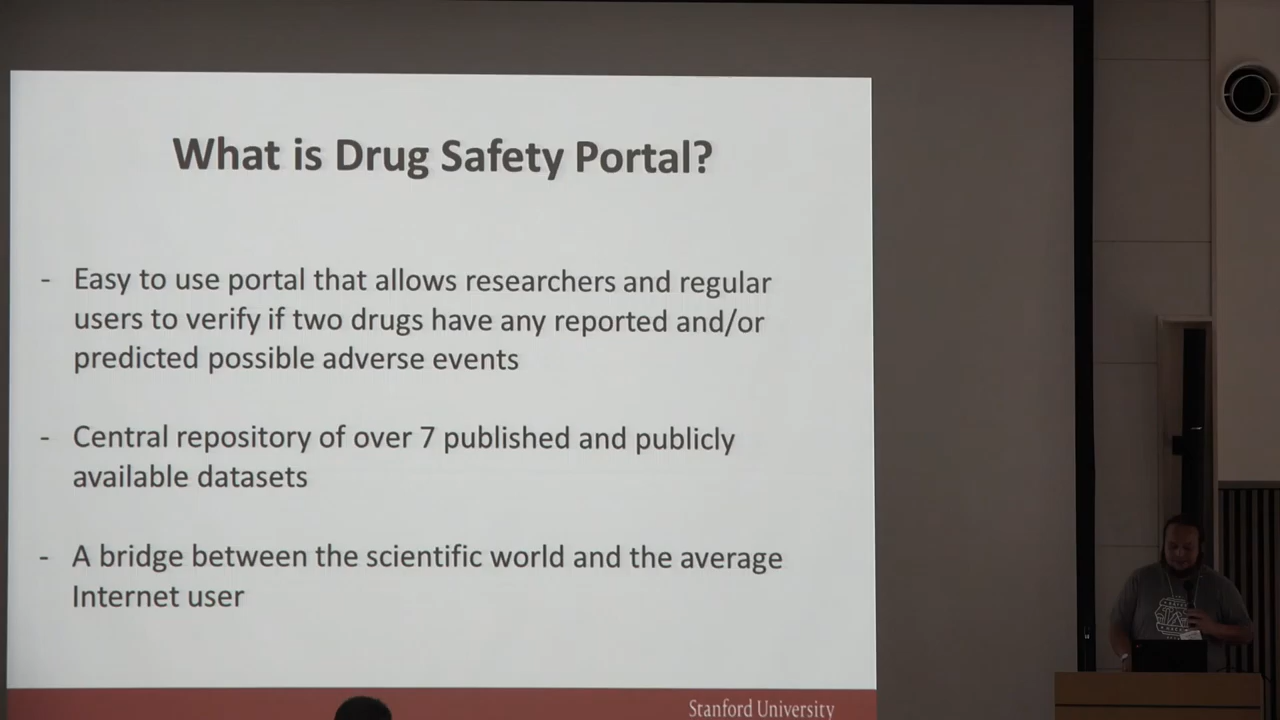 What is Drug Safety Portal?
- Easy to use portal that allows researchers and regular
users to verify if two drugs have any reported and/or
predicted possible adverse events
- Central repository of over 7 published and publicly
available datasets
- A bridge between the scientific world and the average
Internet user
Stanford University